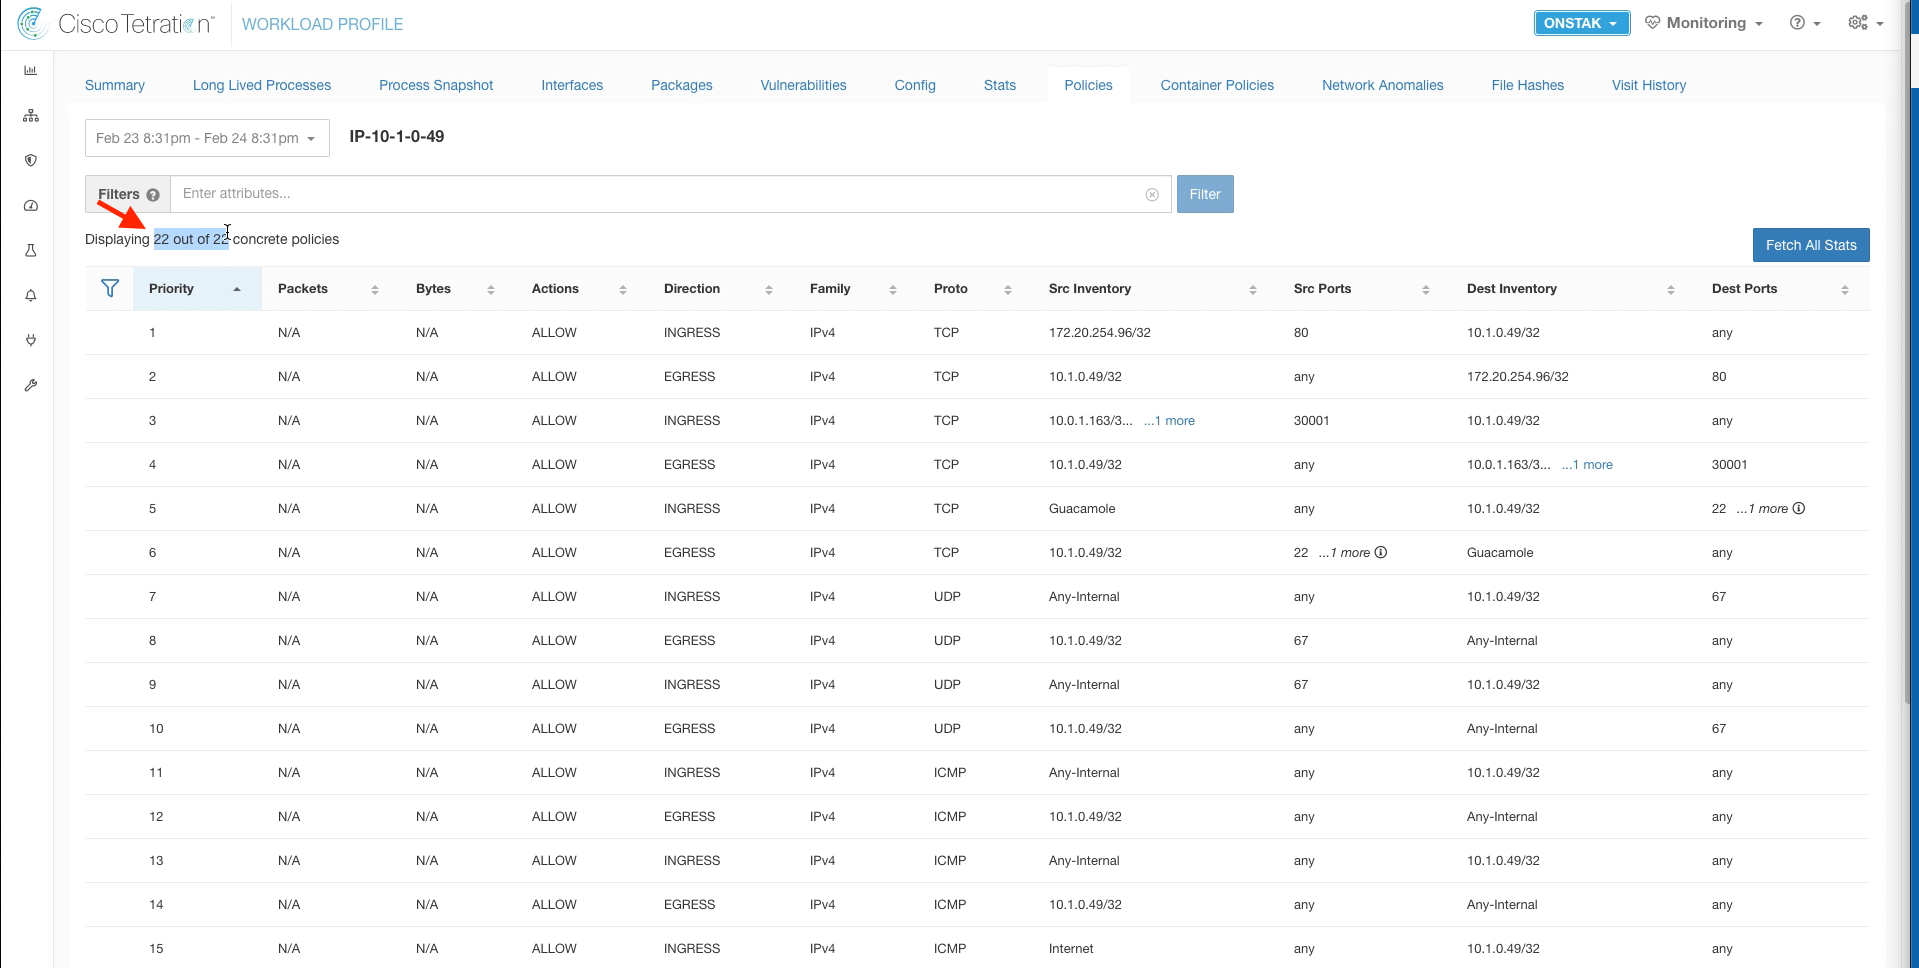 Cisco Tetration™ WORKLOAD PROFILE ONSTAK Monitoring
Summary Long Lived Processes Process Snapshot Interfaces Packages Vulnerabilities Config Stats Policies Container Policies Network Anomalies File Hashes Visit History
Feb 23 8:31pm - Feb 24 8:31pm IP-10-1-0-49
Filters Enter attributes... Filter
Displaying 22 out of 22 concrete policies
Fetch All Stats
Priority Packets Bytes Actions Direction Family Proto Src Inventory Src Ports Dest Inventory Dest Ports
1 N/A N/A ALLOW INGRESS IPv4 TCP 172.20.254.96/32 80 10.1.0.49/32 any
2 N/A N/A ALLOW EGRESS IPv4 TCP 10.1.0.49/32 any 172.20.254.96/32 80
3 N/A N/A ALLOW INGRESS IPv4 TCP 10.0.1.163/3... ...1 more 30001 10.1.0.49/32 any
4 N/A N/A ALLOW EGRESS IPv4 TCP 10.1.0.49/32 any 10.0.1.163/3... ...1 more 30001
5 N/A N/A ALLOW INGRESS IPv4 TCP Guacamole any 10.1.0.49/32 22 ...1 more
6 N/A N/A ALLOW EGRESS IPv4 TCP 10.1.0.49/32 22 ...1 more Guacamole any
7 N/A N/A ALLOW INGRESS IPv4 UDP Any-Internal any 10.1.0.49/32 67
8 N/A N/A ALLOW EGRESS IPv4 UDP 10.1.0.49/32 67 Any-Internal any
9 N/A N/A ALLOW INGRESS IPv4 UDP Any-Internal 67 10.1.0.49/32 any
10 N/A N/A ALLOW EGRESS IPv4 UDP 10.1.0.49/32 any Any-Internal 67
11 N/A N/A ALLOW INGRESS IPv4 ICMP Any-Internal any 10.1.0.49/32 any
12 N/A N/A ALLOW EGRESS IPv4 ICMP 10.1.0.49/32 any Any-Internal any
13 N/A N/A ALLOW INGRESS IPv4 ICMP Any-Internal any 10.1.0.49/32 any
14 N/A N/A ALLOW EGRESS IPv4 ICMP 10.1.0.49/32 any Any-Internal any
15 N/A N/A ALLOW INGRESS IPv4 ICMP Internet any 10.1.0.49/32 any